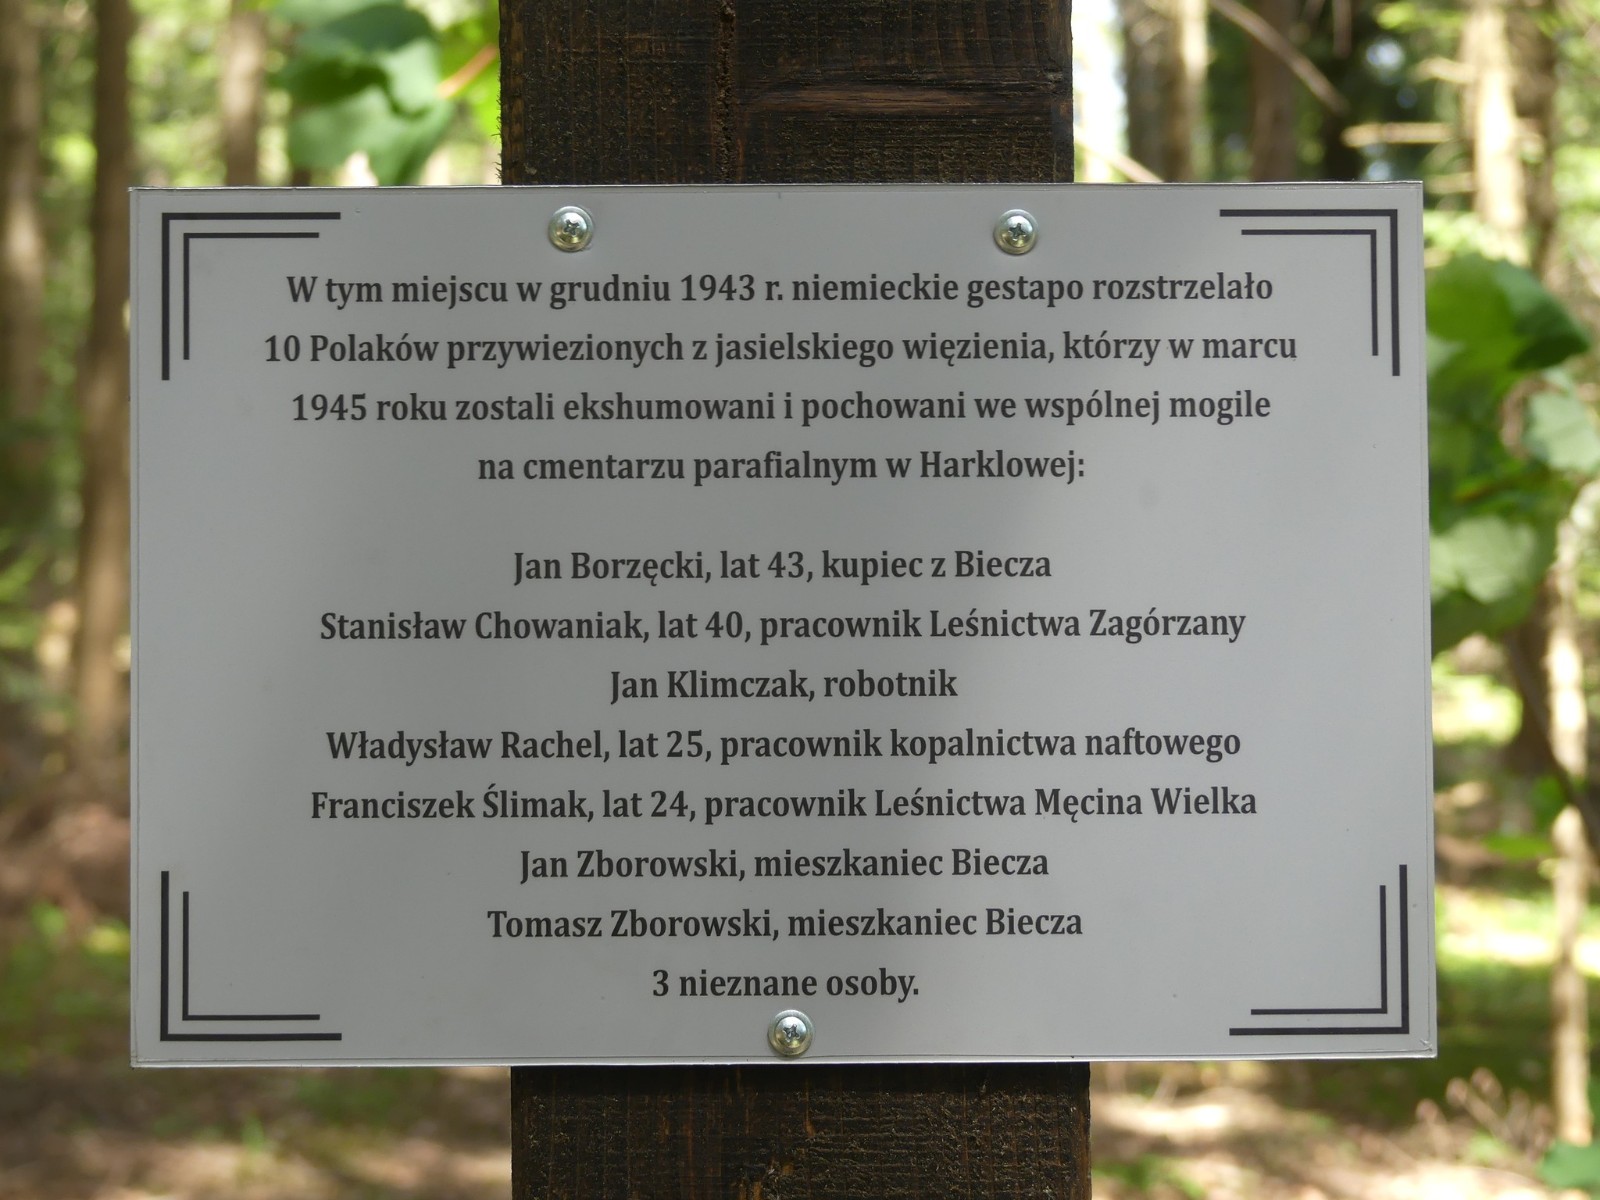 W tym miejscu w grudniu 1943 r. niemieckie gestapo rozstrzelało
10 Polaków przywiezionych z jasielskiego więzienia, którzy w marcu
1945 roku zostali ekshumowani i pochowani we wspólnej mogile
na cmentarzu parafialnym w Harklowej:
Jan Borzęcki, lat 43, kupiec z Biecza
Stanisław Chowaniak, lat 40, pracownik Leśnictwa Zagórzany
Jan Klimczak, robotnik
Władysław Rachel, lat 25, pracownik kopalnictwa naftowego
Franciszek Ślimak, lat 24, pracownik Leśnictwa Męcina Wielka
Jan Zborowski, mieszkaniec Biecza
Tomasz Zborowski, mieszkaniec Biecza
3 nieznane osoby.